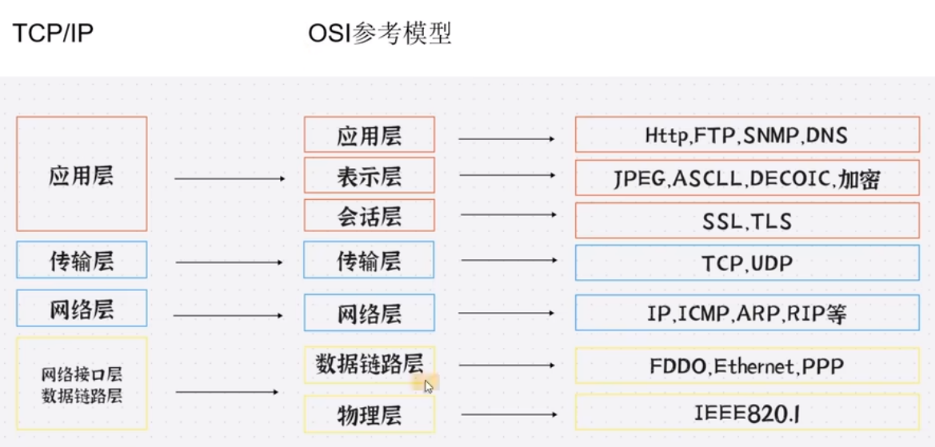 TCP/IP
OSI参考模型
应用层
应用层
Http,FTP,SNMP,DNS
表示层
JPEG,ASCLL,DECOIC,加密
会话层
SSL,TLS
传输层
传输层
TCP,UDP
网络层
网络层
IP,ICMP,ARP,RIP等
网络接口层
数据链路层
数据链路层
FDDO,Ethernet,PPP
物理层
IEEE820.1